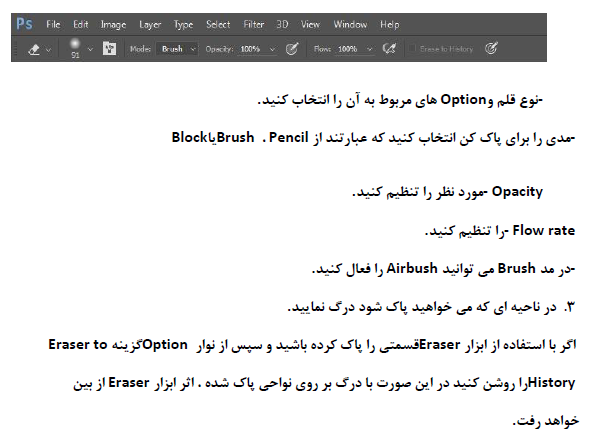 Ps File Edit Image Layer Type Select Filter 3D View Window Help
51 Mode: Brush Opacity: 100% Flow: 100% Erase to History
-نوع قلم وOption های مربوط به آن را انتخاب کنید.
-مدی را برای پاک کن انتخاب کنید که عبارتند از Brush . PencilیاBlock
Opacity -مورد نظر را تنظیم کنید.
Flow rate -را تنظیم کنید.
-در مد Brush می توانید Airbush را فعال کنید.
۳. در ناحیه ای که می خواهید پاک شود درگ نمایید.
اگر با استفاده از ابزار Eraserقسمتی را پاک کرده باشید و سپس از نوار Optionگزینه Eraser to
Historyرا روشن کنید در این صورت با درگ بر روی نواحی پاک شده . اثر ابزار Eraser از بین
خواهد رفت.